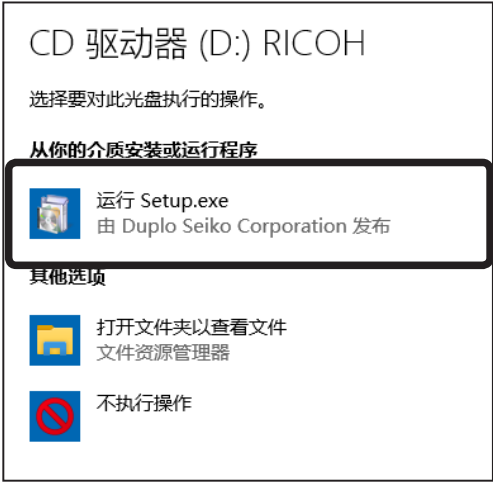 CD 驱动器 (D:) RICOH
选择要对此光盘执行的操作。
从你的介质安装或运行程序
运行 Setup.exe
由 Duplo Seiko Corporation 发布
其他选项
打开文件夹以查看文件
文件资源管理器
不执行操作